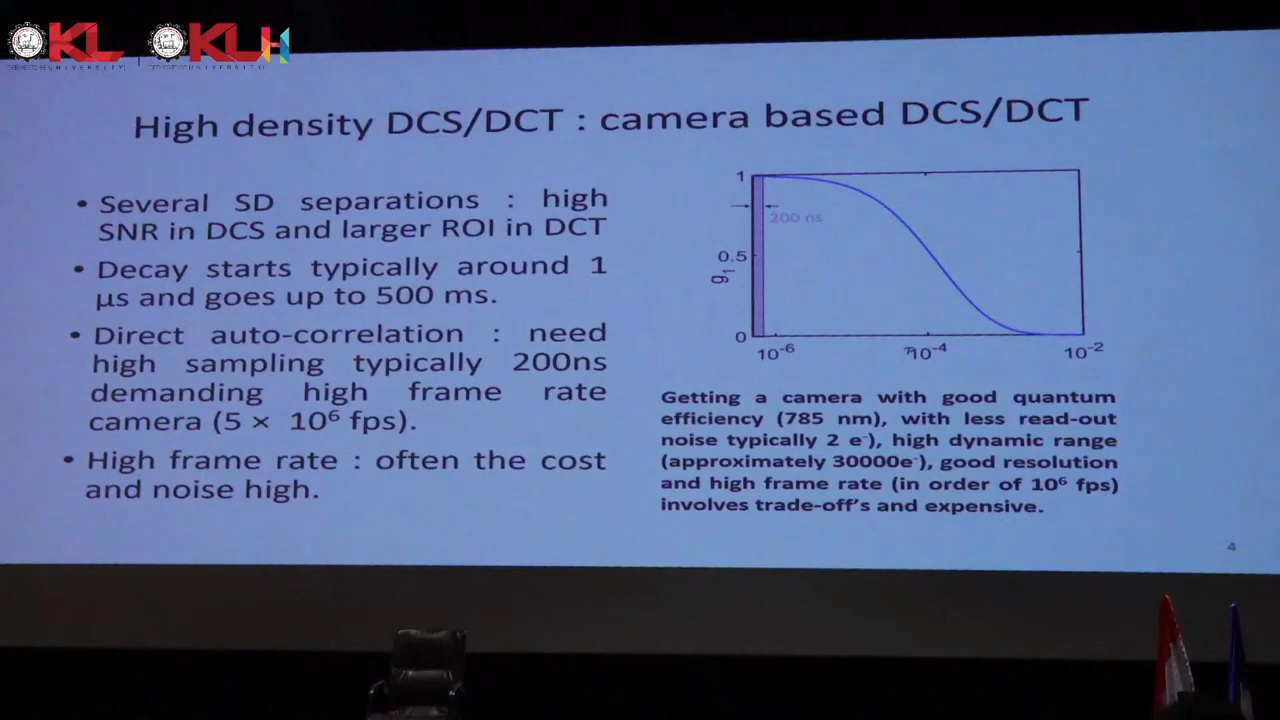 KL
UNIVERSITY
KLH
UNIVERSITY
High density DCS/DCT : camera based DCS/DCT
• Several SD separations : high
SNR in DCS and larger ROI in DCT
• Decay starts typically around 1
μs and goes up to 500 ms.
• Direct auto-correlation : need
high sampling typically 200ns
demanding high frame rate
camera (5 × 10⁶ fps).
• High frame rate : often the cost
and noise high.
1
200 ns
0.5
g₁
0
10⁻⁶
10⁻⁴
10⁻²
Getting a camera with good quantum
efficiency (785 nm), with less read-out
noise typically 2 e⁻), high dynamic range
(approximately 30000e⁻), good resolution
and high frame rate (in order of 10⁶ fps)
involves trade-off's and expensive.
4